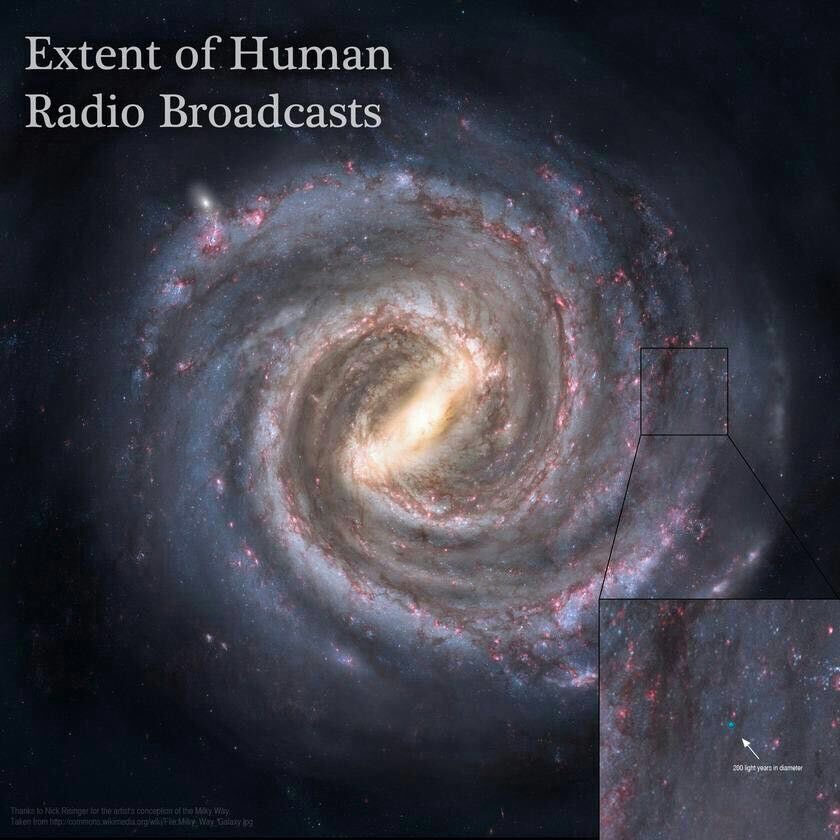 Extent of Human
Radio Broadcasts
200 light years in diameter
Thanks to Nick Risinger for the artist's conception of the Milky Way.
Taken from http://commons.wikimedia.org/wiki/File:Milky_Way_Galaxy.jpg